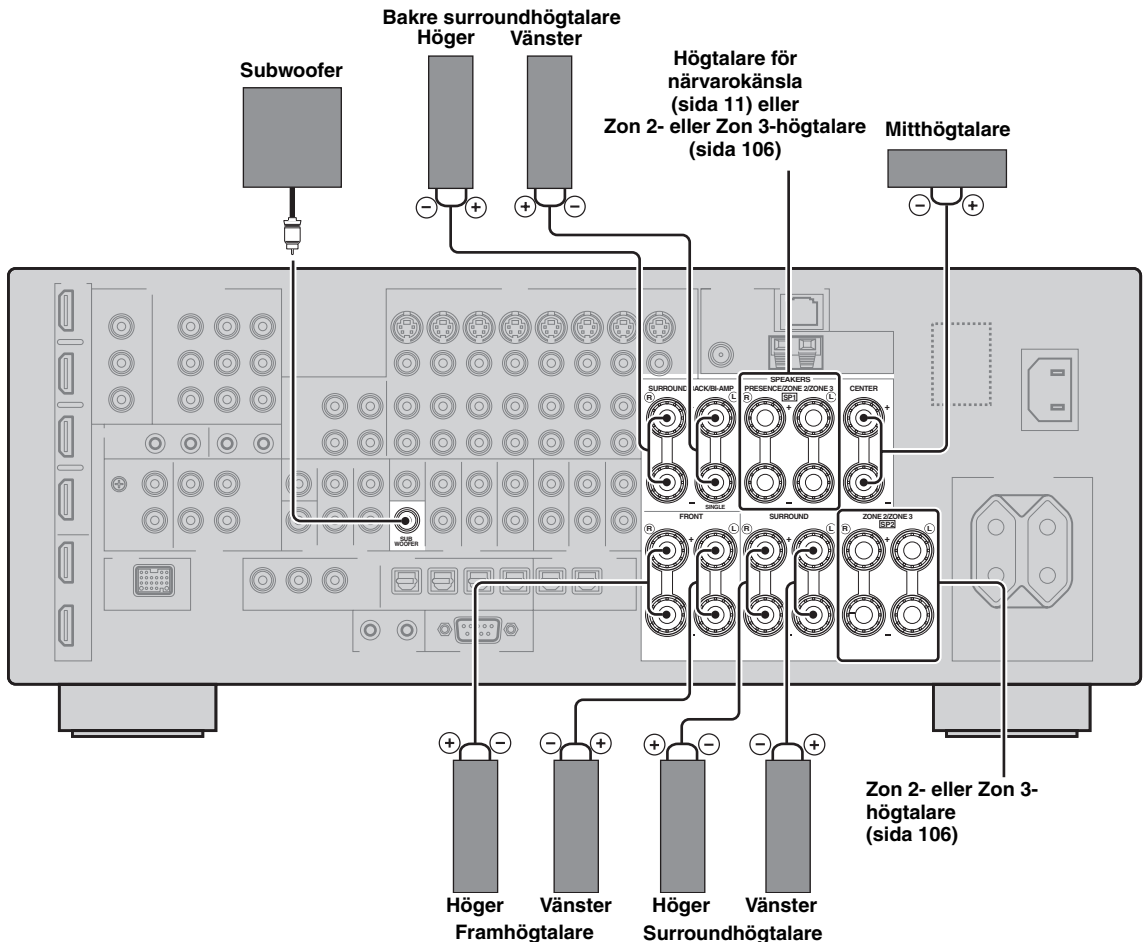 Bakre surroundhögtalare
Höger Vänster
Subwoofer
Högtalare för
närvarokänsla
(sida 11) eller
Zon 2- eller Zon 3-högtalare
(sida 106)
Mitthögtalare
− + + − − +
SPEAKERS
SURROUND BACK/BI-AMP PRESENCE/ZONE 2/ZONE 3 CENTER
R L R SP1 L
+ +
− − −
SINGLE
SUB
WOOFER
FRONT SURROUND ZONE 2/ZONE 3
R L R L R SP2 L
+ + +
- - −
+ − − + + − − +
Zon 2- eller Zon 3-
högtalare
(sida 106)
Höger Vänster Höger Vänster
Framhögtalare Surroundhögtalare